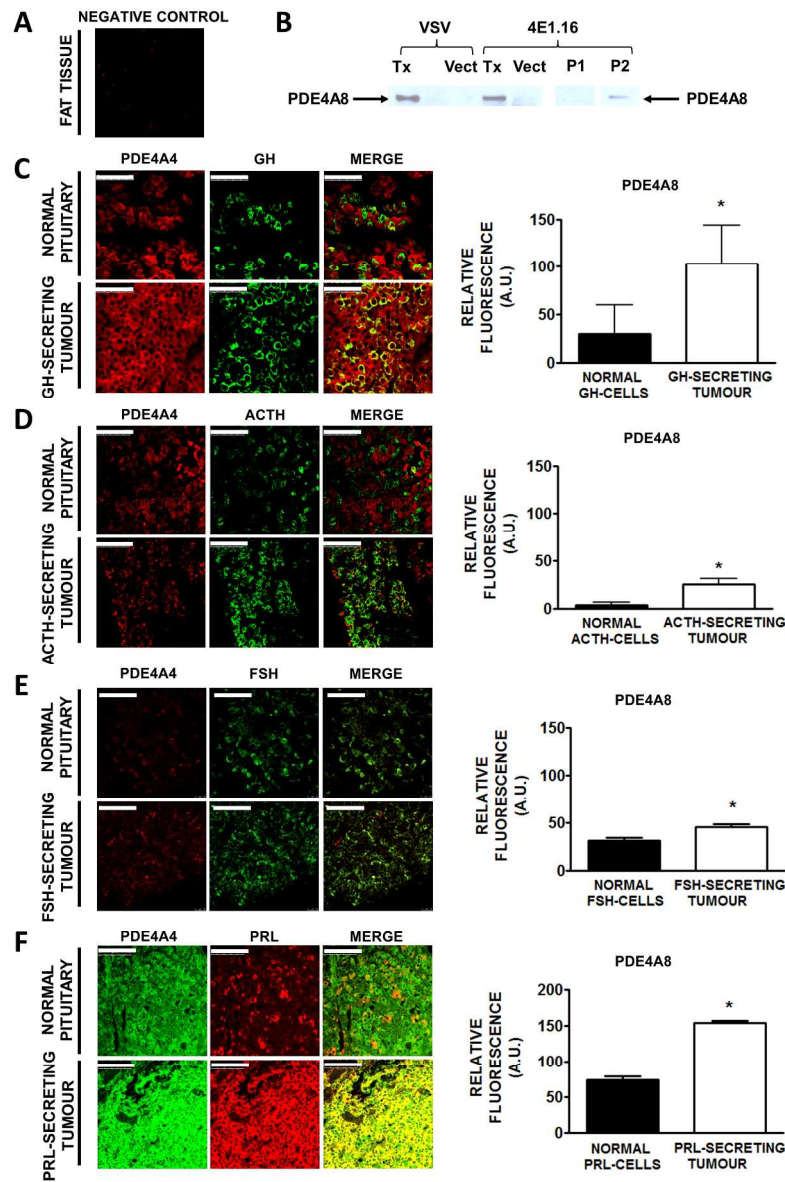 A
NEGATIVE CONTROL
FAT TISSUE
B
VSV
4E1.16
Tx Vect Tx Vect P1 P2
PDE4A8
PDE4A8
C
PDE4A4 GH MERGE
NORMAL PITUITARY
GH-SECRETING TUMOUR
PDE4A8
RELATIVE FLUORESCENCE (A.U.)
150
100
50
0
*
NORMAL GH-CELLS
GH-SECRETING TUMOUR
D
PDE4A4 ACTH MERGE
NORMAL PITUITARY
ACTH-SECRETING TUMOUR
PDE4A8
RELATIVE FLUORESCENCE (A.U.)
150
100
50
0
*
NORMAL ACTH-CELLS
ACTH-SECRETING TUMOUR
E
PDE4A4 FSH MERGE
NORMAL PITUITARY
FSH-SECRETING TUMOUR
PDE4A8
RELATIVE FLUORESCENCE (A.U.)
150
100
50
0
*
NORMAL FSH-CELLS
FSH-SECRETING TUMOUR
F
PDE4A4 PRL MERGE
NORMAL PITUITARY
PRL-SECRETING TUMOUR
PDE4A8
RELATIVE FLUORESCENCE (A.U.)
200
150
100
50
0
*
NORMAL PRL-CELLS
PRL-SECRETING TUMOUR